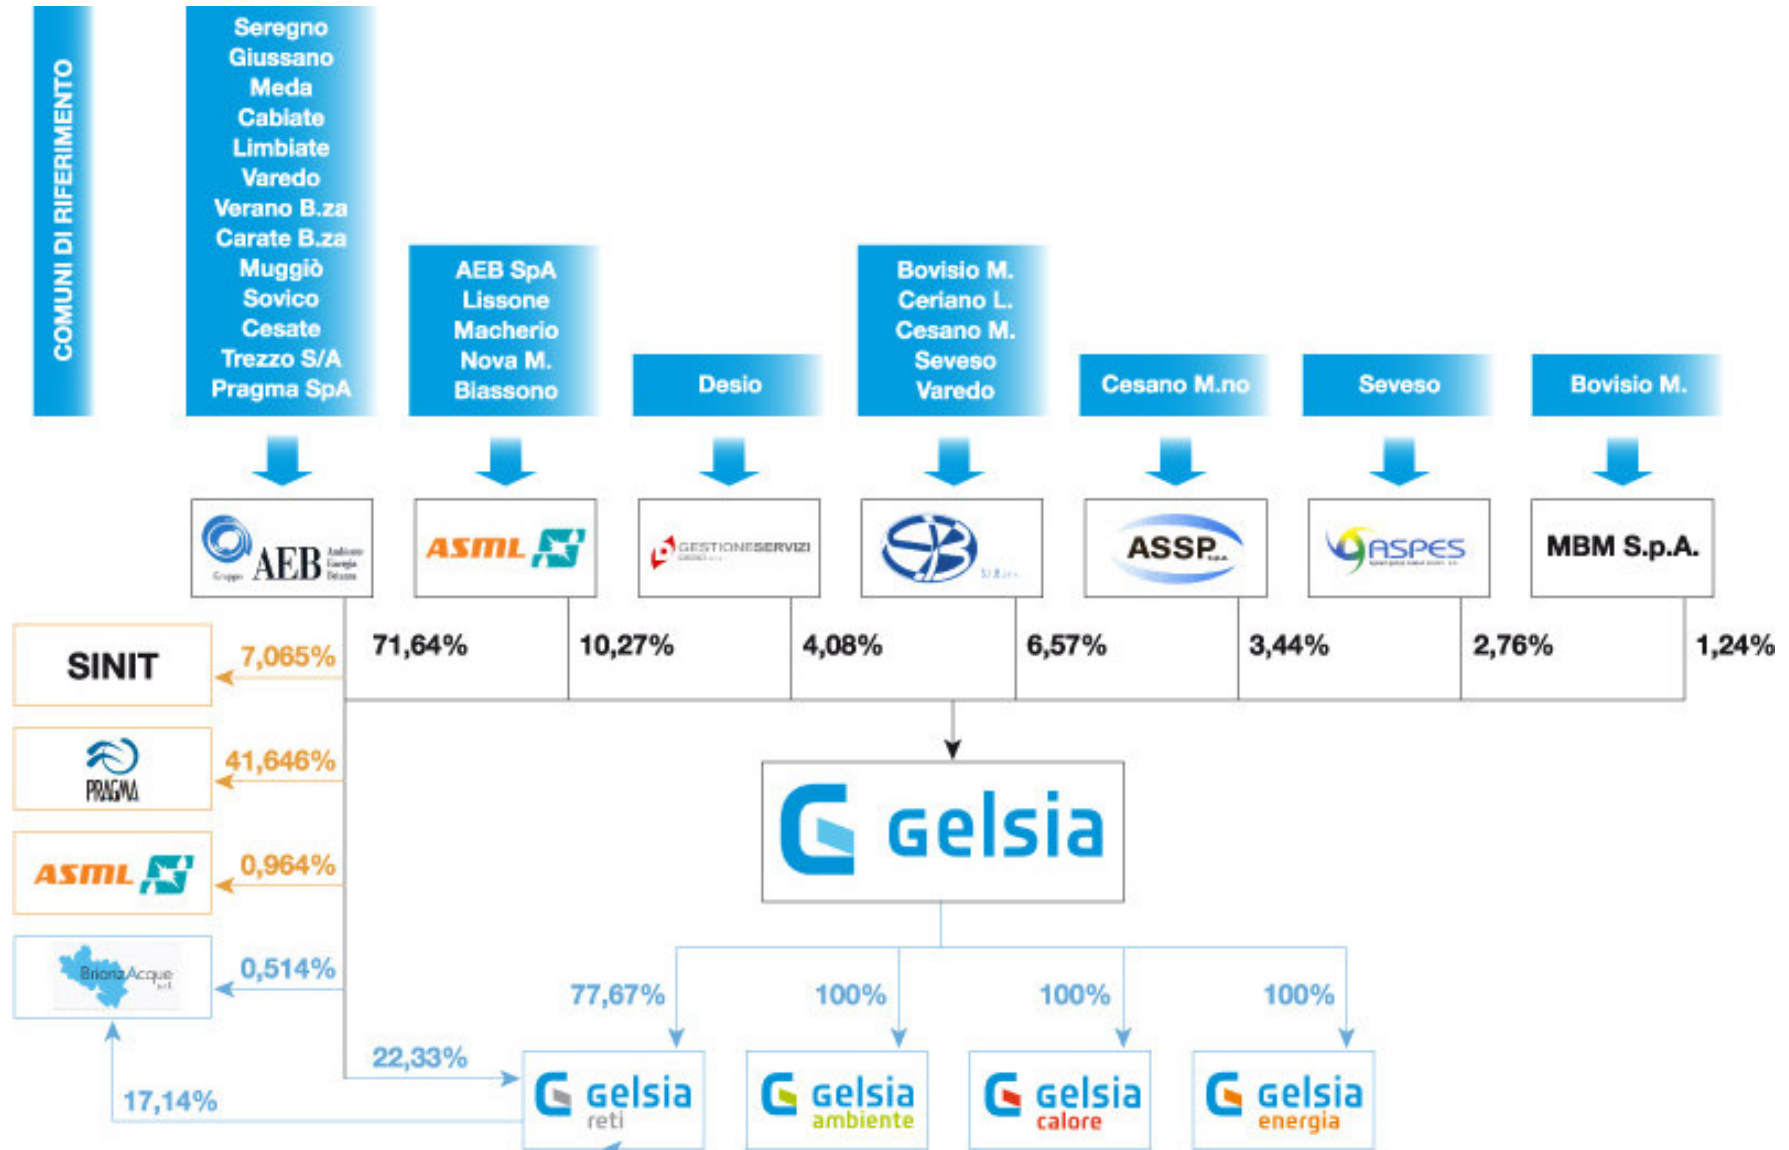 COMUNI DI RIFERIMENTO
Seregno
Giussano
Meda
Cabiate
Limbiate
Varedo
Verano B.za
Carate B.za
Muggiò
Sovico
Cesate
Trezzo S/A
Pragma SpA
AEB SpA
Lissone
Macherio
Nova M.
Biassono
Desio
Bovisio M.
Ceriano L.
Cesano M.
Seveso
Varedo
Cesano M.no
Seveso
Bovisio M.
Gruppo AEB
Ambiente
Energia
Brianza
ASML
GESTIONESERVIZI
ASSP S.p.A.
ASPES
MBM S.p.A.
71,64%
10,27%
4,08%
6,57%
3,44%
2,76%
1,24%
SINIT
7,065%
PRAGMA
41,646%
ASML
0,964%
BrianzAcque
s.r.l.
0,514%
Gelsia
77,67%
100%
100%
100%
22,33%
17,14%
Gelsia
reti
Gelsia
ambiente
Gelsia
calore
Gelsia
energia